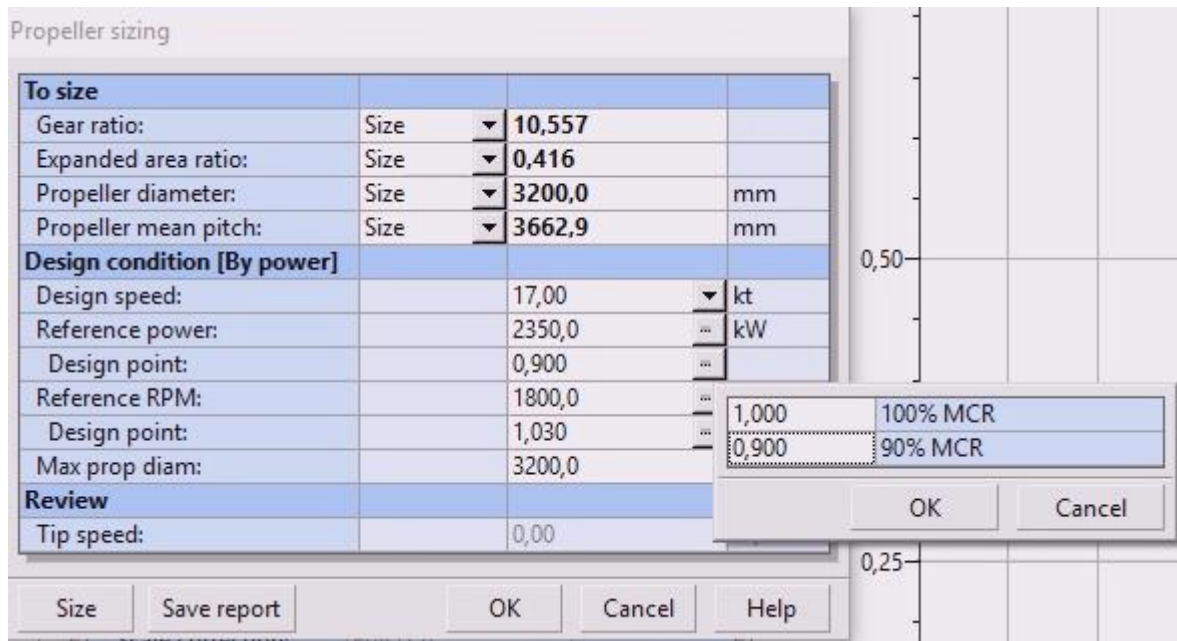 Propeller sizing
To size
Gear ratio: Size 10,557
Expanded area ratio: Size 0,416
Propeller diameter: Size 3200,0 mm
Propeller mean pitch: Size 3662,9 mm
Design condition [By power]
0,50
Design speed: 17,00 kt
Reference power: 2350,0 kW
Design point: 0,900
Reference RPM: 1800,0
1,000 100% MCR
Design point: 1,030
0,900 90% MCR
Max prop diam: 3200,0
Review
OK Cancel
Tip speed: 0,00
0,25
Size Save report OK Cancel Help